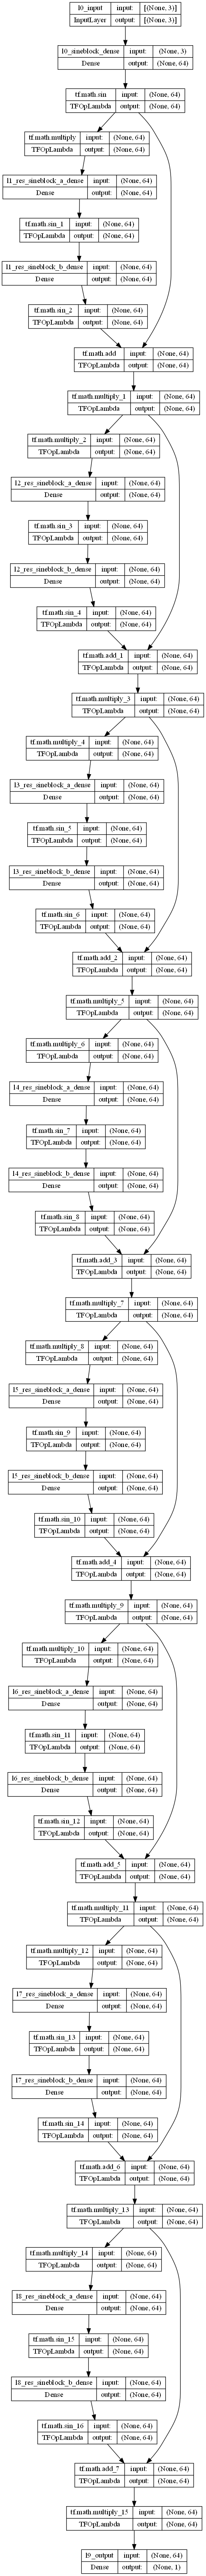 l0_input input: [(None, 3)]
InputLayer output: [(None, 3)]
l0_sineblock_dense input: (None, 3)
Dense output: (None, 64)
tf.math.sin input: (None, 64)
TFOpLambda output: (None, 64)
tf.math.multiply input: (None, 64)
TFOpLambda output: (None, 64)
l1_res_sineblock_a_dense input: (None, 64)
Dense output: (None, 64)
tf.math.sin_1 input: (None, 64)
TFOpLambda output: (None, 64)
l1_res_sineblock_b_dense input: (None, 64)
Dense output: (None, 64)
tf.math.sin_2 input: (None, 64)
TFOpLambda output: (None, 64)
tf.math.add input: (None, 64)
TFOpLambda output: (None, 64)
tf.math.multiply_1 input: (None, 64)
TFOpLambda output: (None, 64)
tf.math.multiply_2 input: (None, 64)
TFOpLambda output: (None, 64)
l2_res_sineblock_a_dense input: (None, 64)
Dense output: (None, 64)
tf.math.sin_3 input: (None, 64)
TFOpLambda output: (None, 64)
l2_res_sineblock_b_dense input: (None, 64)
Dense output: (None, 64)
tf.math.sin_4 input: (None, 64)
TFOpLambda output: (None, 64)
tf.math.add_1 input: (None, 64)
TFOpLambda output: (None, 64)
tf.math.multiply_3 input: (None, 64)
TFOpLambda output: (None, 64)
tf.math.multiply_4 input: (None, 64)
TFOpLambda output: (None, 64)
l3_res_sineblock_a_dense input: (None, 64)
Dense output: (None, 64)
tf.math.sin_5 input: (None, 64)
TFOpLambda output: (None, 64)
l3_res_sineblock_b_dense input: (None, 64)
Dense output: (None, 64)
tf.math.sin_6 input: (None, 64)
TFOpLambda output: (None, 64)
tf.math.add_2 input: (None, 64)
TFOpLambda output: (None, 64)
tf.math.multiply_5 input: (None, 64)
TFOpLambda output: (None, 64)
tf.math.multiply_6 input: (None, 64)
TFOpLambda output: (None, 64)
l4_res_sineblock_a_dense input: (None, 64)
Dense output: (None, 64)
tf.math.sin_7 input: (None, 64)
TFOpLambda output: (None, 64)
l4_res_sineblock_b_dense input: (None, 64)
Dense output: (None, 64)
tf.math.sin_8 input: (None, 64)
TFOpLambda output: (None, 64)
tf.math.add_3 input: (None, 64)
TFOpLambda output: (None, 64)
tf.math.multiply_7 input: (None, 64)
TFOpLambda output: (None, 64)
tf.math.multiply_8 input: (None, 64)
TFOpLambda output: (None, 64)
l5_res_sineblock_a_dense input: (None, 64)
Dense output: (None, 64)
tf.math.sin_9 input: (None, 64)
TFOpLambda output: (None, 64)
l5_res_sineblock_b_dense input: (None, 64)
Dense output: (None, 64)
tf.math.sin_10 input: (None, 64)
TFOpLambda output: (None, 64)
tf.math.add_4 input: (None, 64)
TFOpLambda output: (None, 64)
tf.math.multiply_9 input: (None, 64)
TFOpLambda output: (None, 64)
tf.math.multiply_10 input: (None, 64)
TFOpLambda output: (None, 64)
l6_res_sineblock_a_dense input: (None, 64)
Dense output: (None, 64)
tf.math.sin_11 input: (None, 64)
TFOpLambda output: (None, 64)
l6_res_sineblock_b_dense input: (None, 64)
Dense output: (None, 64)
tf.math.sin_12 input: (None, 64)
TFOpLambda output: (None, 64)
tf.math.add_5 input: (None, 64)
TFOpLambda output: (None, 64)
tf.math.multiply_11 input: (None, 64)
TFOpLambda output: (None, 64)
tf.math.multiply_12 input: (None, 64)
TFOpLambda output: (None, 64)
l7_res_sineblock_a_dense input: (None, 64)
Dense output: (None, 64)
tf.math.sin_13 input: (None, 64)
TFOpLambda output: (None, 64)
l7_res_sineblock_b_dense input: (None, 64)
Dense output: (None, 64)
tf.math.sin_14 input: (None, 64)
TFOpLambda output: (None, 64)
tf.math.add_6 input: (None, 64)
TFOpLambda output: (None, 64)
tf.math.multiply_13 input: (None, 64)
TFOpLambda output: (None, 64)
tf.math.multiply_14 input: (None, 64)
TFOpLambda output: (None, 64)
l8_res_sineblock_a_dense input: (None, 64)
Dense output: (None, 64)
tf.math.sin_15 input: (None, 64)
TFOpLambda output: (None, 64)
l8_res_sineblock_b_dense input: (None, 64)
Dense output: (None, 64)
tf.math.sin_16 input: (None, 64)
TFOpLambda output: (None, 64)
tf.math.add_7 input: (None, 64)
TFOpLambda output: (None, 64)
tf.math.multiply_15 input: (None, 64)
TFOpLambda output: (None, 64)
l9_output input: (None, 64)
Dense output: (None, 1)